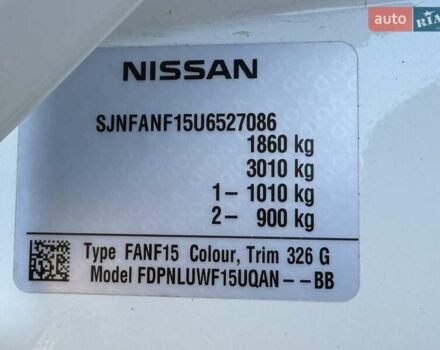 auto RIA
NISSAN
SJNFANF15U6527086
1860 kg
3010 kg
1– 1010 kg
2– 900 kg
Type FANF15 Colour, Trim 326 G
Model FDPNLUWF15UQAN – – BB